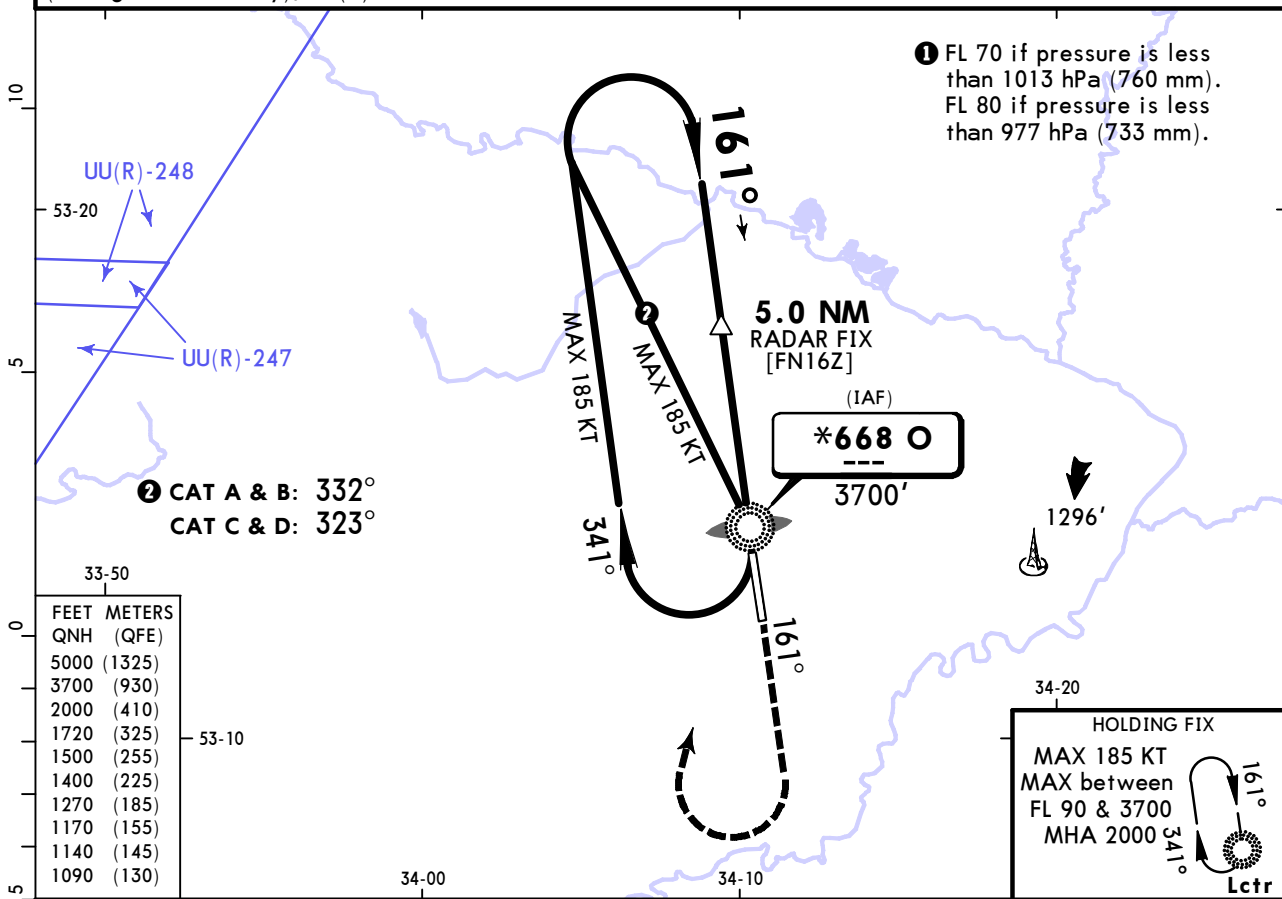 ❶ FL 70 if pressure is less
than 1013 hPa (760 mm).
FL 80 if pressure is less
than 977 hPa (733 mm).
10
UU(R)-248
53-20
161°
5.0 NM
RADAR FIX
[FN16Z]
MAX 185 KT
❷
MAX 185 KT
UU(R)-247
5
(IAF)
*668 O
3700'
❷ CAT A & B: 332°
CAT C & D: 323°
1296'
341°
161°
33-50
0
FEET METERS
QNH (QFE)
5000 (1325)
3700 (930)
2000 (410)
1720 (325)
1500 (255)
1400 (225)
1270 (185)
1170 (155)
1140 (145)
1090 (130)
53-10
5
34-00
34-10
34-20
HOLDING FIX
MAX 185 KT
MAX between
FL 90 & 3700
MHA 2000
161°
341°
Lctr